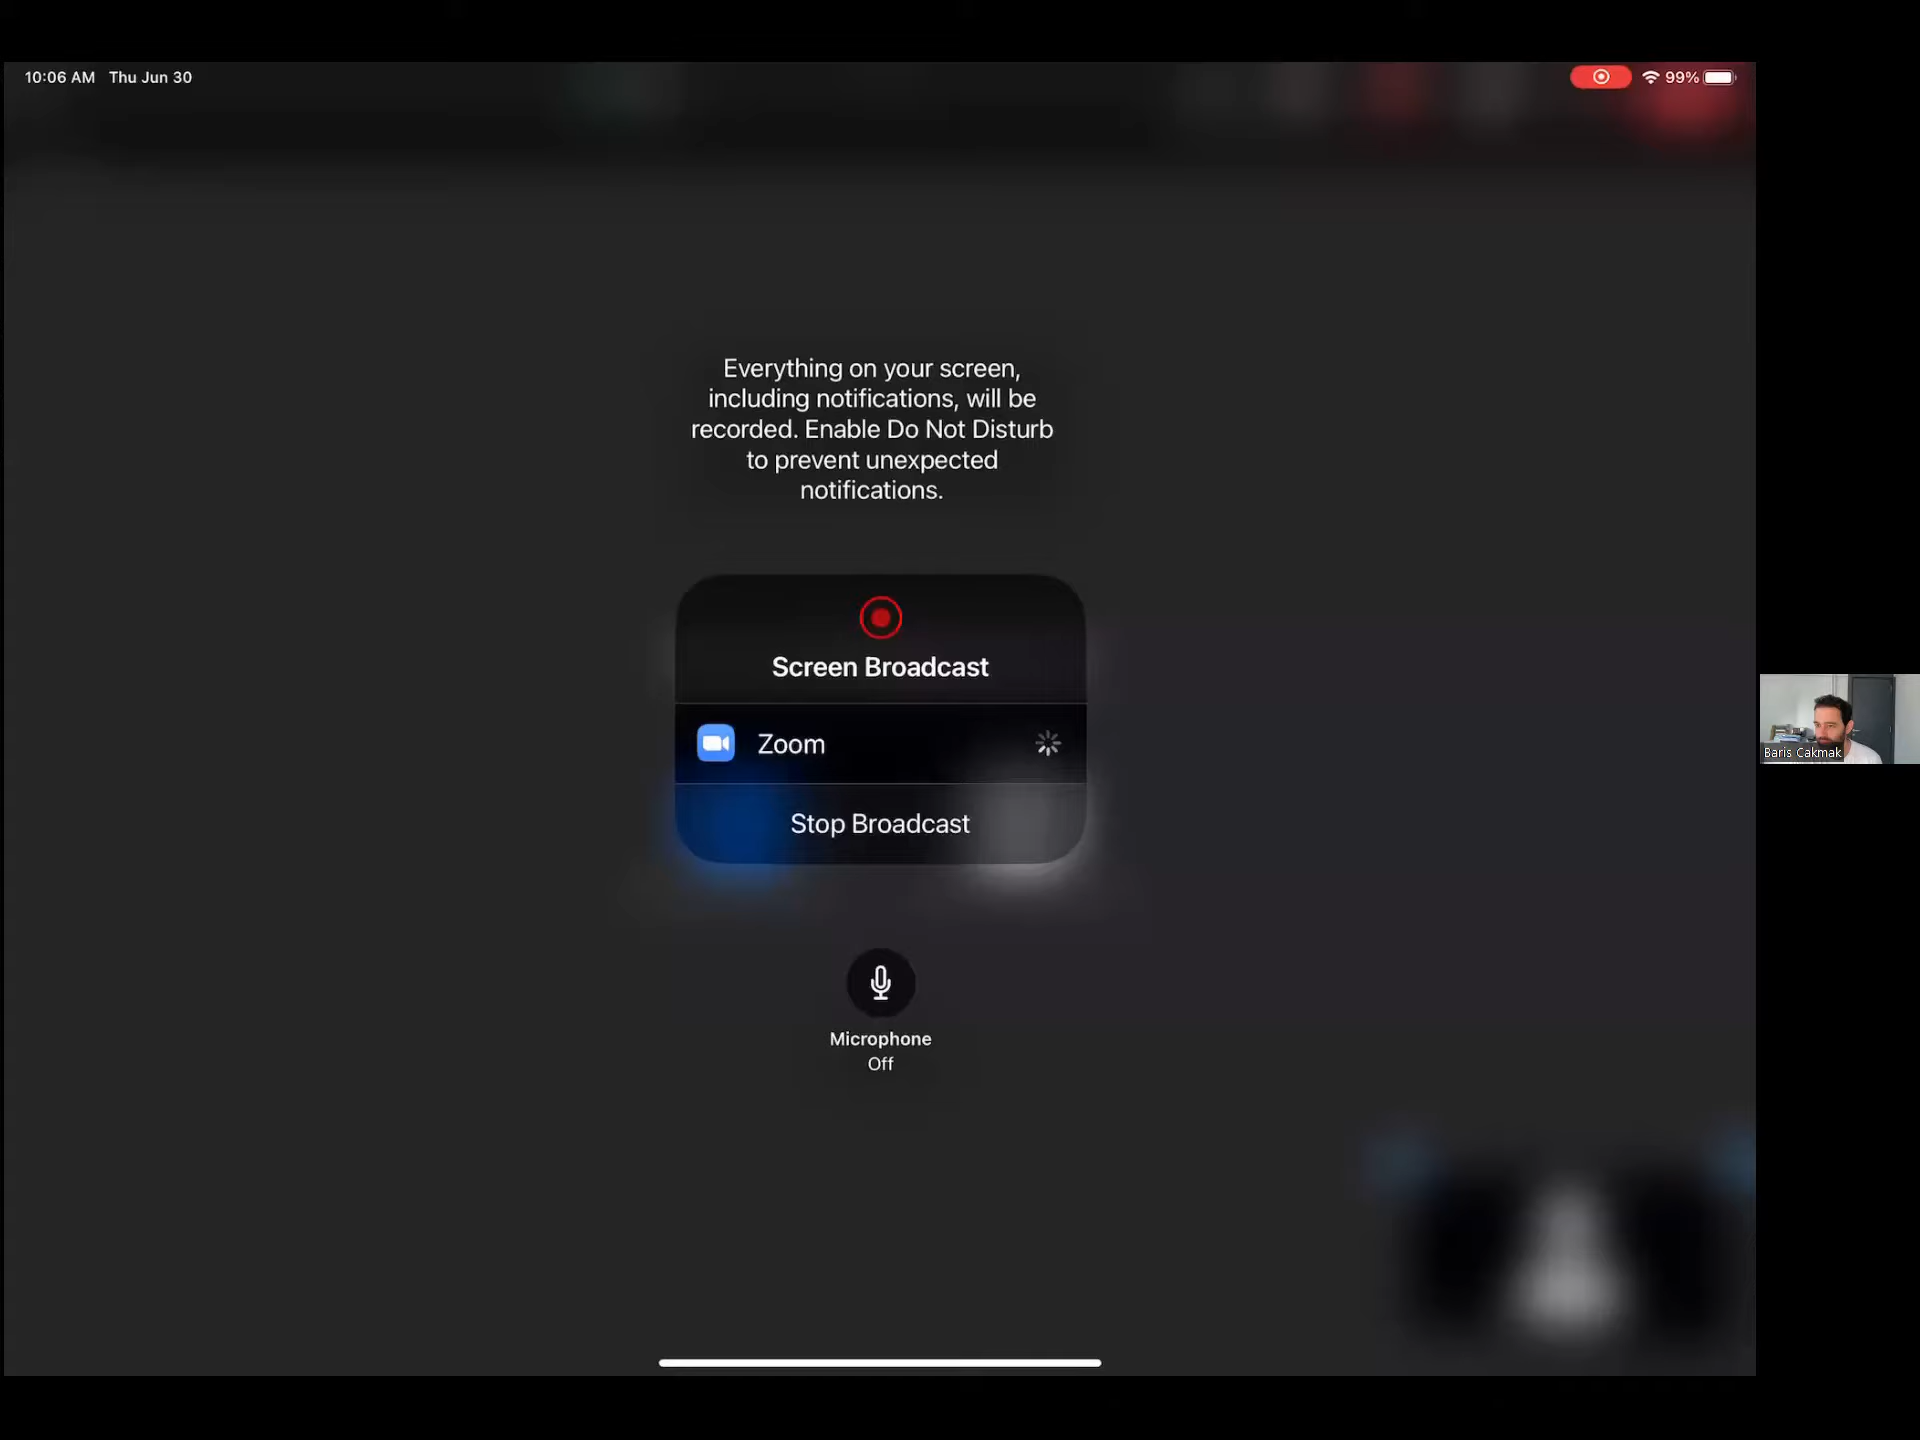 10:06 AM Thu Jun 30
99%
Everything on your screen,
including notifications, will be
recorded. Enable Do Not Disturb
to prevent unexpected
notifications.
Screen Broadcast
Zoom
Stop Broadcast
Baris Cakmak
Microphone
Off